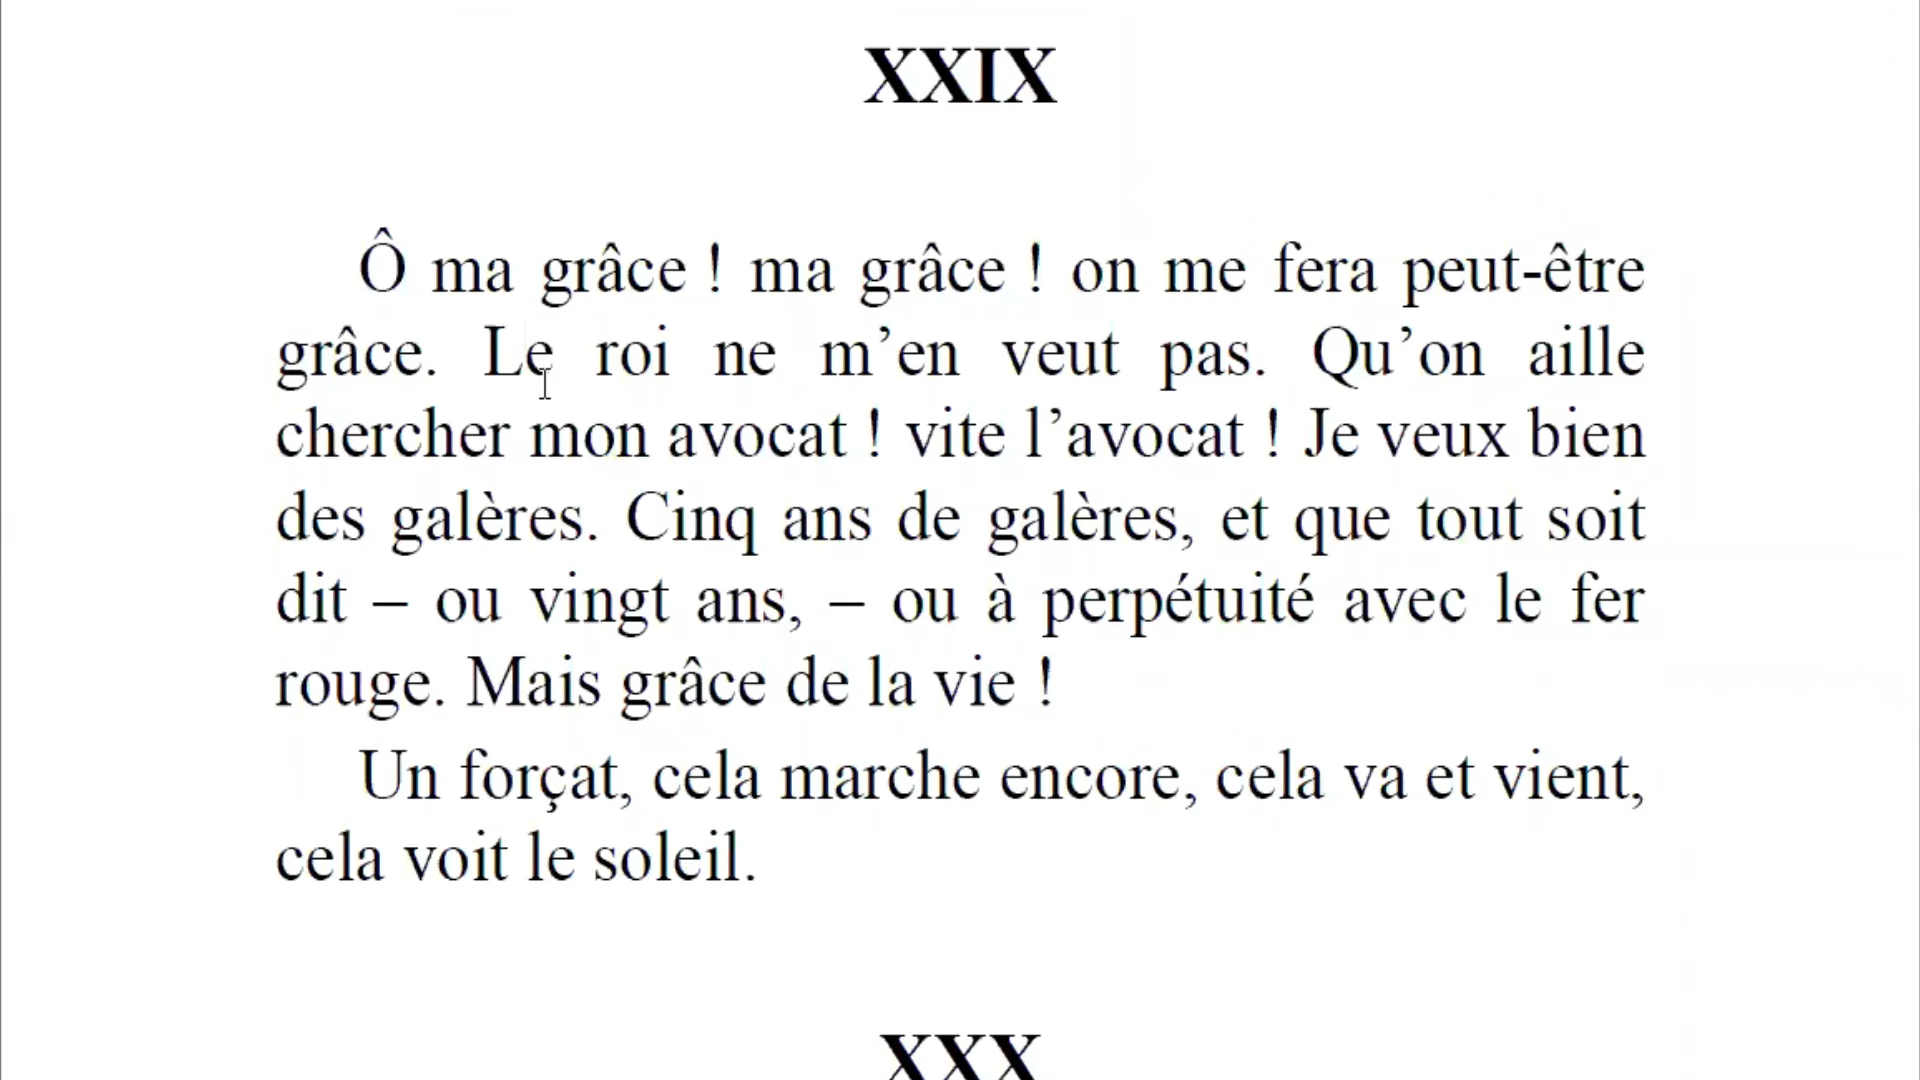 XXIX
Ô ma grâce ! ma grâce ! on me fera peut-être
grâce. Le roi ne m’en veut pas. Qu’on aille
chercher mon avocat ! vite l’avocat ! Je veux bien
des galères. Cinq ans de galères, et que tout soit
dit – ou vingt ans, – ou à perpétuité avec le fer
rouge. Mais grâce de la vie !
Un forçat, cela marche encore, cela va et vient,
cela voit le soleil.
XXX